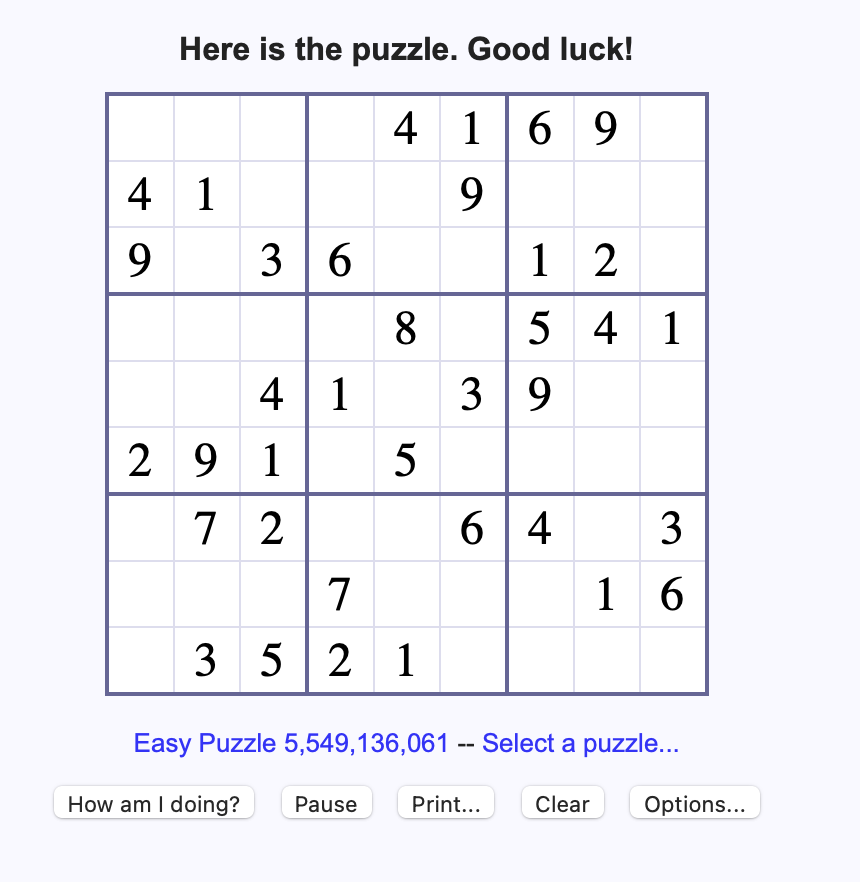 Here is the puzzle. Good luck!
4 1 6 9
4 1 9
9 3 6 1 2
8 5 4 1
4 1 3 9
2 9 1 5
7 2 6 4 3
7 1 6
3 5 2 1
Easy Puzzle 5,549,136,061 -- Select a puzzle...
How am I doing? Pause Print... Clear Options...